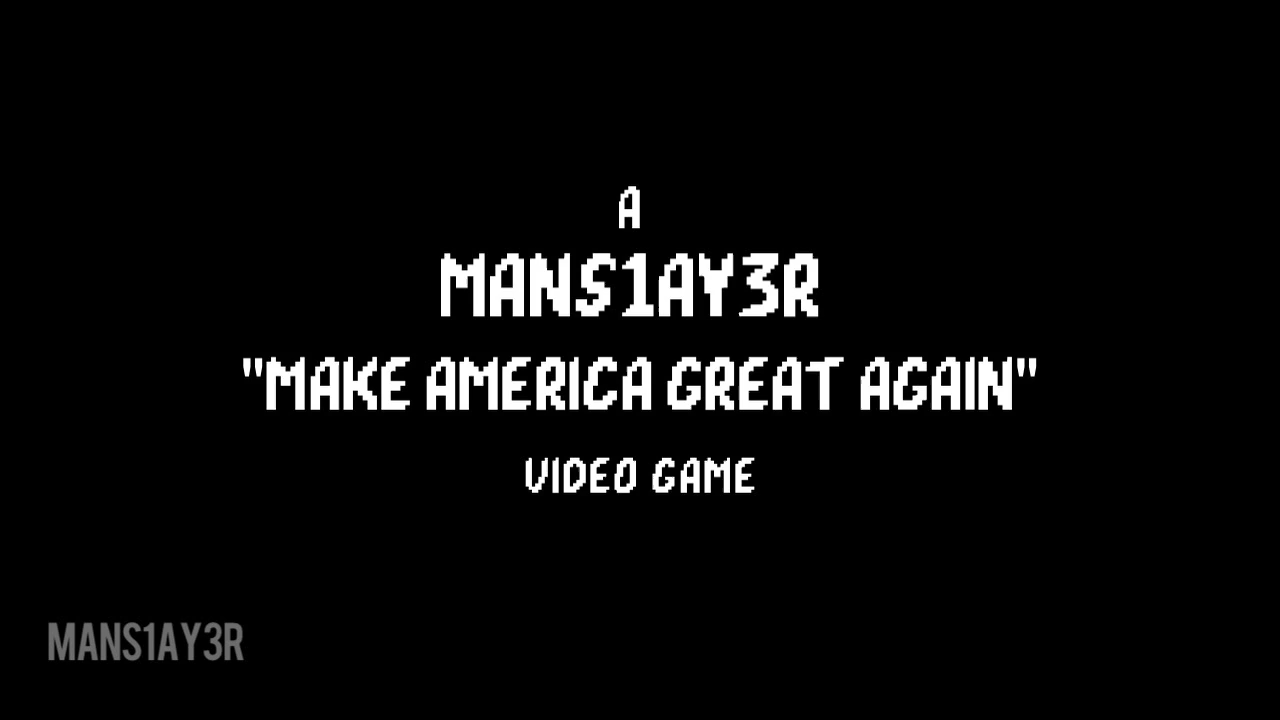 A
MANS1AY3R
"MAKE AMERICA GREAT AGAIN"
VIDEO GAME
MANS1AY3R